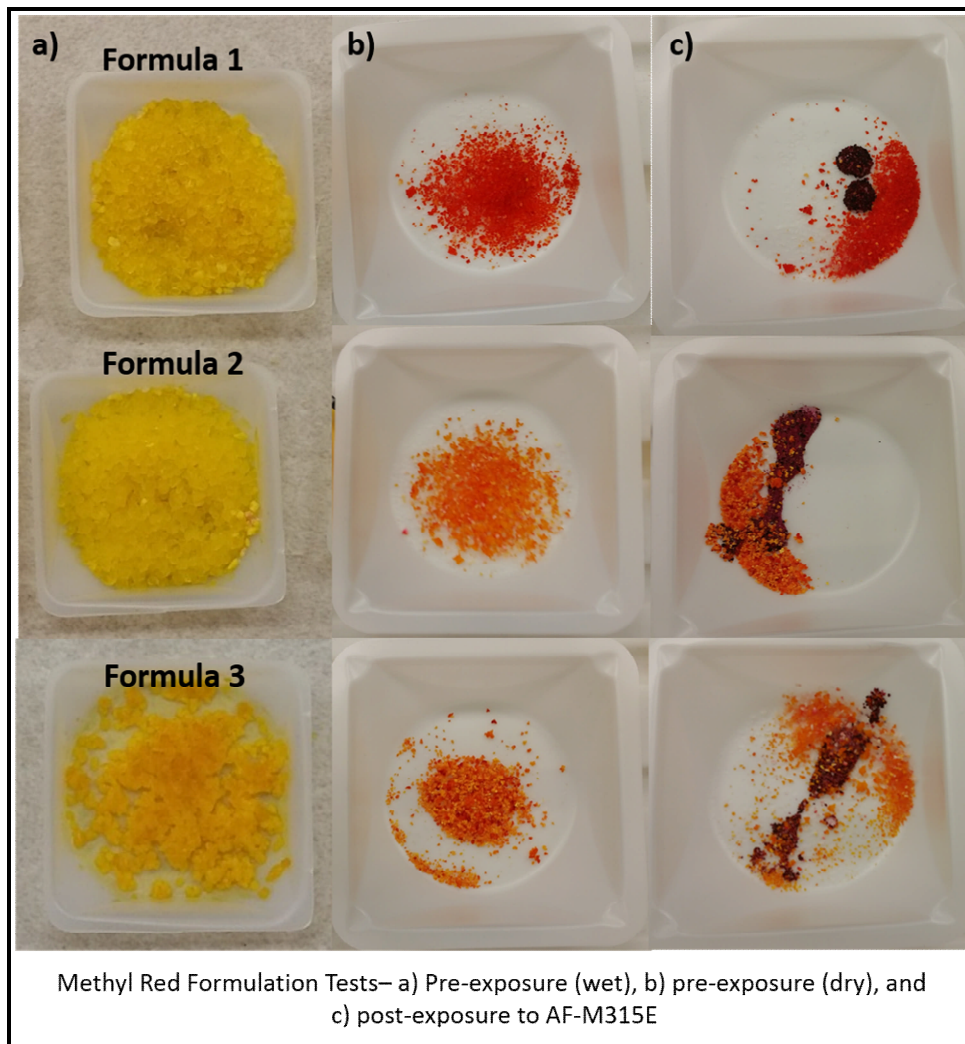 a)
b)
c)
Formula 1
Formula 2
Formula 3
Methyl Red Formulation Tests– a) Pre-exposure (wet), b) pre-exposure (dry), and
c) post-exposure to AF-M315E